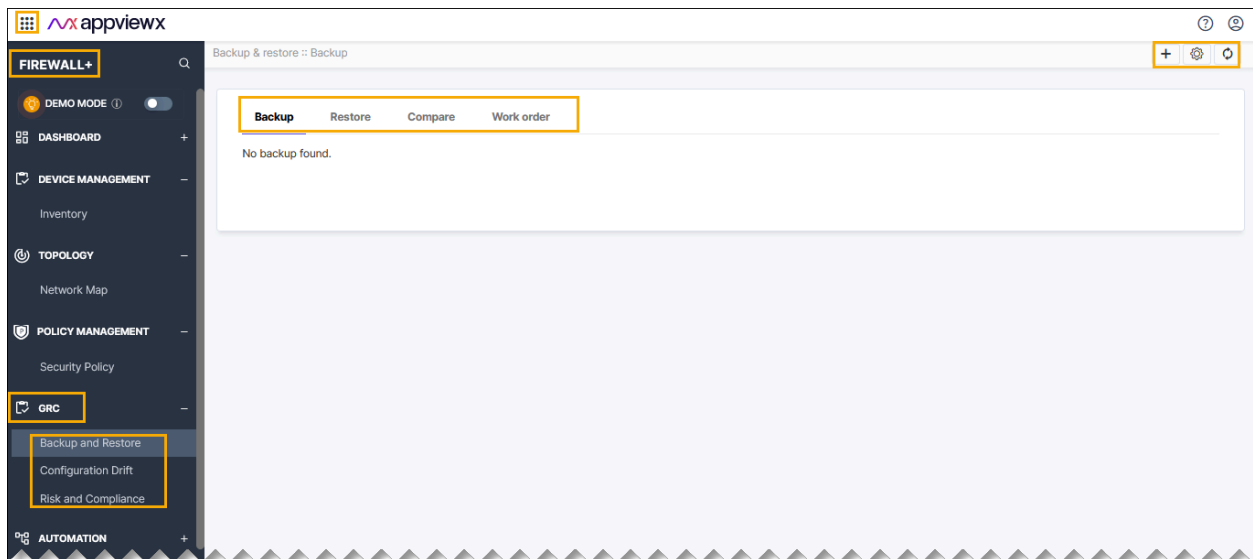 appviewx
FIREWALL+
Backup & restore :: Backup
DEMO MODE
DASHBOARD
DEVICE MANAGEMENT
Inventory
TOPOLOGY
Network Map
POLICY MANAGEMENT
Security Policy
GRC
Backup and Restore
Configuration Drift
Risk and Compliance
AUTOMATION
Backup Restore Compare Work order
No backup found.